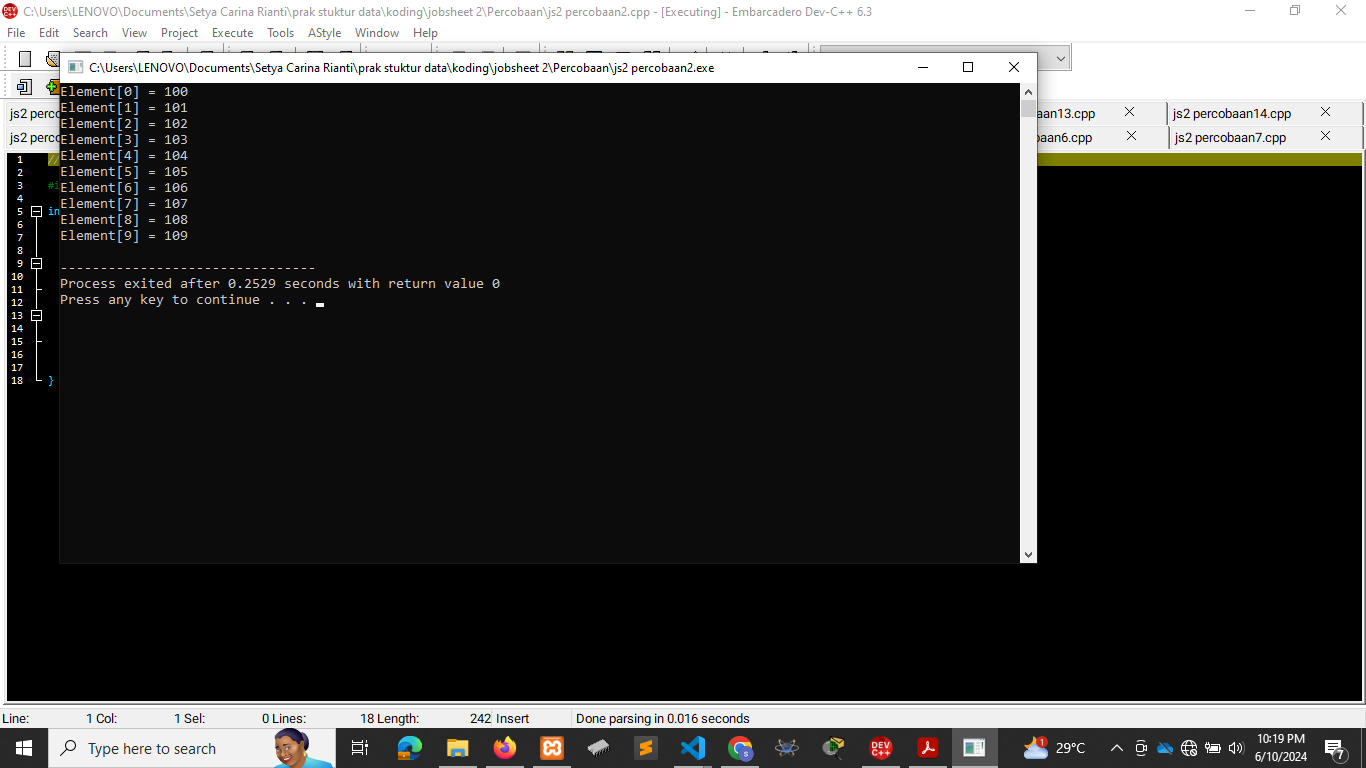 C:\Users\LENOVO\Documents\Setya Carina Rianti\prak stuktur data\koding\jobsheet 2\Percobaan\js2 percobaan2.cpp - [Executing] - Embarcadero Dev-C++ 6.3
File Edit Search View Project Execute Tools AStyle Window Help
C:\Users\LENOVO\Documents\Setya Carina Rianti\prak stuktur data\koding\jobsheet 2\Percobaan\js2 percobaan2.exe
js2 perco aan13.cpp js2 percobaan14.cpp
js2 perco baan6.cpp js2 percobaan7.cpp
Element[0] = 100
Element[1] = 101
Element[2] = 102
Element[3] = 103
Element[4] = 104
Element[5] = 105
Element[6] = 106
Element[7] = 107
Element[8] = 108
Element[9] = 109
--------------------------------
Process exited after 0.2529 seconds with return value 0
Press any key to continue . . .
1 //
2
3 #i
4
5 in
6
7
8
9
10
11
12
13
14
15
16
17
18 }
Line: 1 Col: 1 Sel: 0 Lines: 18 Length: 242 Insert Done parsing in 0.016 seconds
Type here to search
DEV C++
1
29°C
10:19 PM
6/10/2024
7